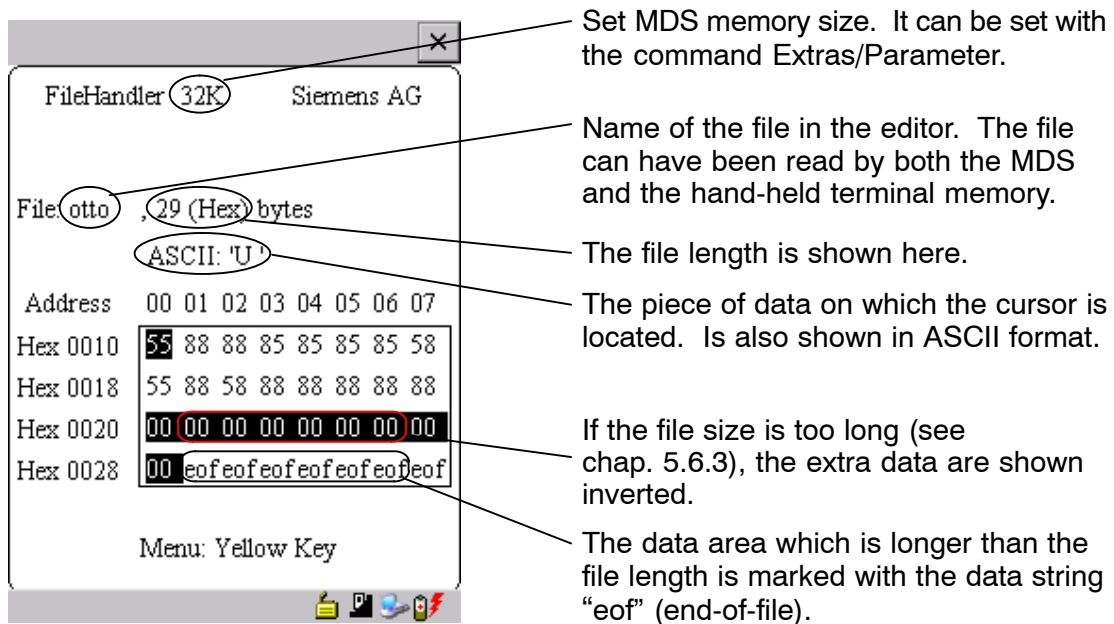 Set MDS memory size. It can be set with
the command Extras/Parameter.
FileHandler 32K Siemens AG
Name of the file in the editor. The file
can have been read by both the MDS
and the hand-held terminal memory.
File: otto , 29 (Hex) bytes
The file length is shown here.
ASCII: 'U '
The piece of data on which the cursor is
located. Is also shown in ASCII format.
Address 00 01 02 03 04 05 06 07
Hex 0010 55 88 88 85 85 85 85 58
Hex 0018 55 88 58 88 88 88 88 88
Hex 0020 00 00 00 00 00 00 00 00
If the file size is too long (see
chap. 5.6.3), the extra data are shown
inverted.
Hex 0028 00 eof eof eof eof eof eof eof
Menu: Yellow Key
The data area which is longer than the
file length is marked with the data string
“eof” (end-of-file).